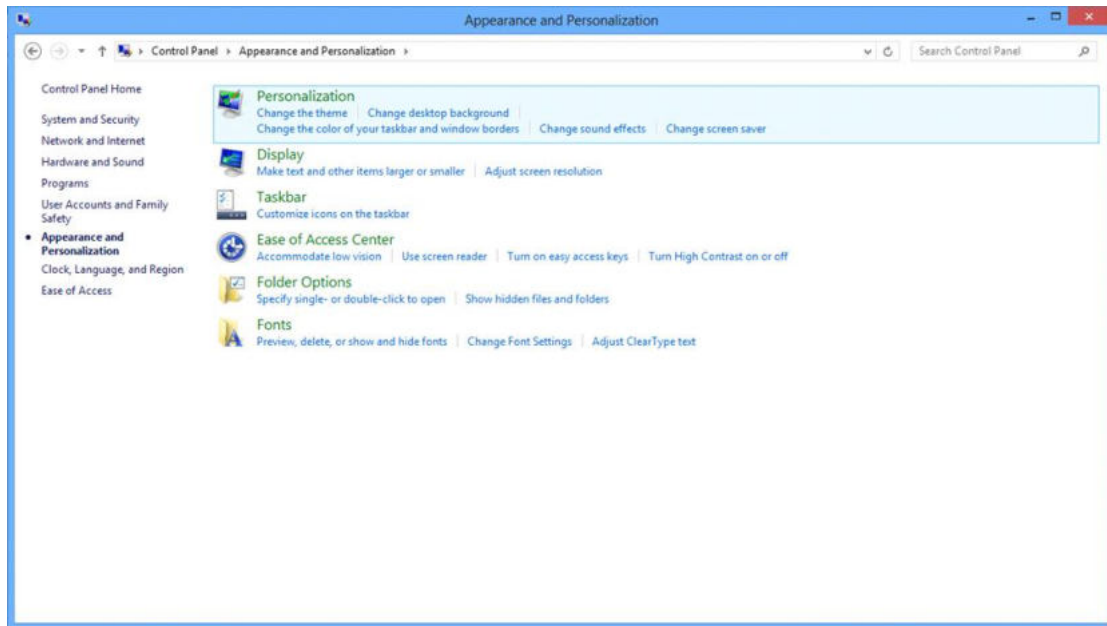 Appearance and Personalization
Control Panel Appearance and Personalization
Search Control Panel
Control Panel Home
System and Security
Network and Internet
Hardware and Sound
Programs
User Accounts and Family
Safety
Appearance and
Personalization
Clock, Language, and Region
Ease of Access
Personalization
Change the theme Change desktop background
Change the color of your taskbar and window borders Change sound effects Change screen saver
Display
Make text and other items larger or smaller Adjust screen resolution
Taskbar
Customize icons on the taskbar
Ease of Access Center
Accommodate low vision Use screen reader Turn on easy access keys Turn High Contrast on or off
Folder Options
Specify single- or double-click to open Show hidden files and folders
Fonts
Preview, delete, or show and hide fonts Change Font Settings Adjust ClearType text